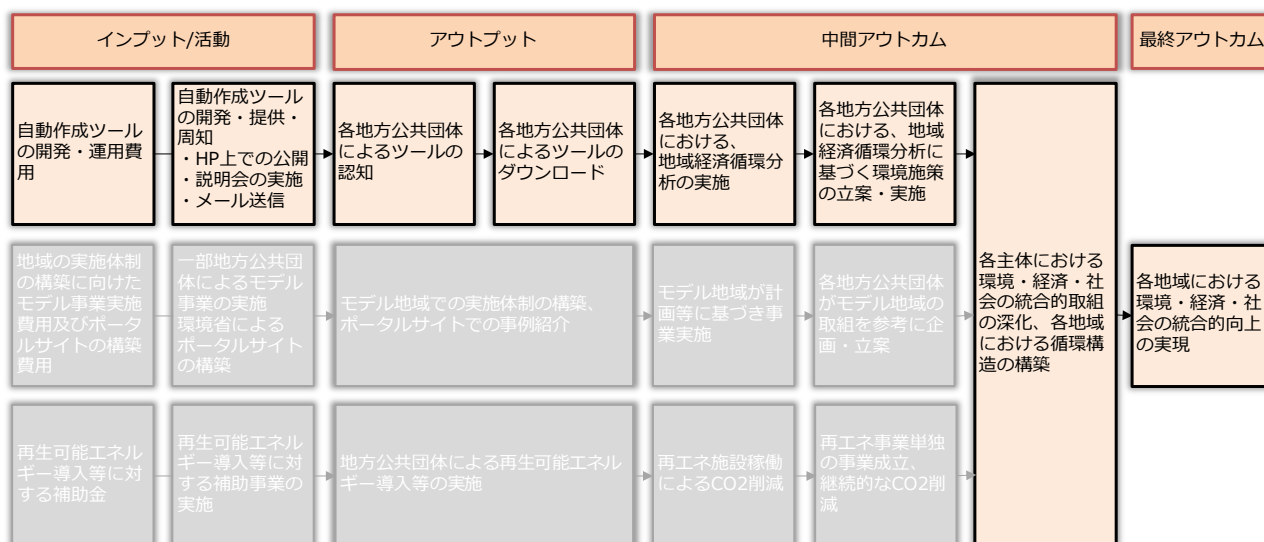 インプット/活動
アウトプット
中間アウトカム
最終アウトカム
自動作成ツール
の開発・運用費
用
自動作成ツール
の開発・提供・
周知
・HP上での公開
・説明会の実施
・メール送信
各地方公共団体
によるツールの
認知
各地方公共団体
によるツールの
ダウンロード
各地方公共団体
における、
地域経済循環分
析の実施
各地方公共団体
における、地域
経済循環分析に
基づく環境施策
の立案・実施
地域の実施体制
の構築に向けた
モデル事業実施
費用及びポータ
ルサイトの構築
費用
一部地方公共団
体によるモデル
事業の実施
環境省による
ポータルサイト
の構築
モデル地域での実施体制の構築、
ポータルサイトでの事例紹介
モデル地域が計
画等に基づき事
業実施
各地方公共団体
がモデル地域の
取組を参考に企
画・立案
各主体における
環境・経済・社
会の統合的取組
の深化、各地域
における循環構
造の構築
各地域における
環境・経済・社
会の統合的向上
の実現
再生可能エネル
ギー導入等に対
する補助金
再生可能エネル
ギー導入等に対
する補助事業の
実施
地方公共団体による再生可能エネル
ギー導入等の実施
再エネ施設稼働
によるCO2削減
再エネ事業単独
の事業成立、
継続的なCO2削
減